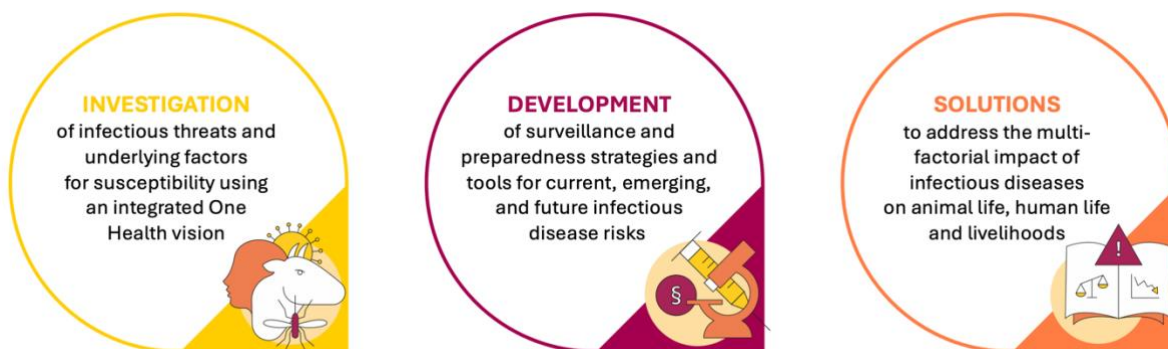 INVESTIGATION
of infectious threats and
underlying factors
for susceptibility using
an integrated One
Health vision
DEVELOPMENT
of surveillance and
preparedness strategies and
tools for current, emerging,
and future infectious
disease risks
§
SOLUTIONS
to address the multi-
factorial impact of
infectious diseases
on animal life, human life
and livelihoods
!